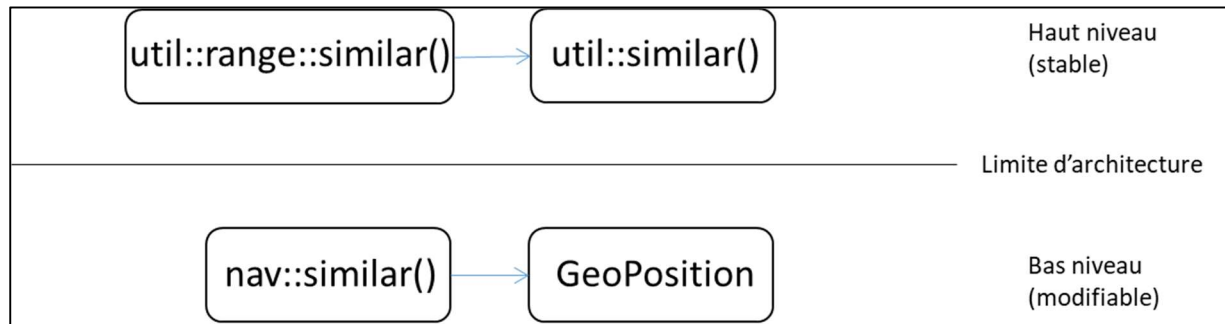 util::range::similar()
util::similar()
Haut niveau
(stable)
Limite d’architecture
nav::similar()
GeoPosition
Bas niveau
(modifiable)